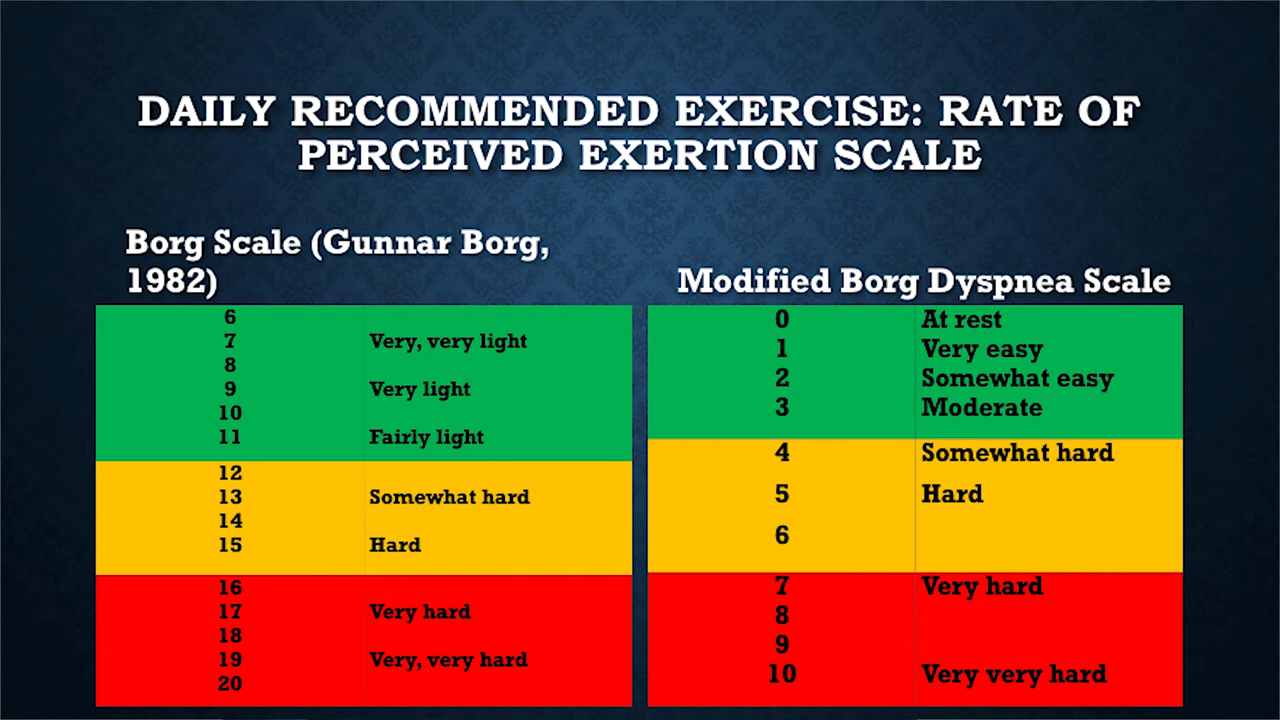 DAILY RECOMMENDED EXERCISE: RATE OF
PERCEIVED EXERTION SCALE
Borg Scale (Gunnar Borg,
1982)
6
7 Very, very light
8
9 Very light
10
11 Fairly light
12
13 Somewhat hard
14
15 Hard
16
17 Very hard
18
19 Very, very hard
20
Modified Borg Dyspnea Scale
0 At rest
1 Very easy
2 Somewhat easy
3 Moderate
4 Somewhat hard
5 Hard
6
7 Very hard
8
9
10 Very very hard